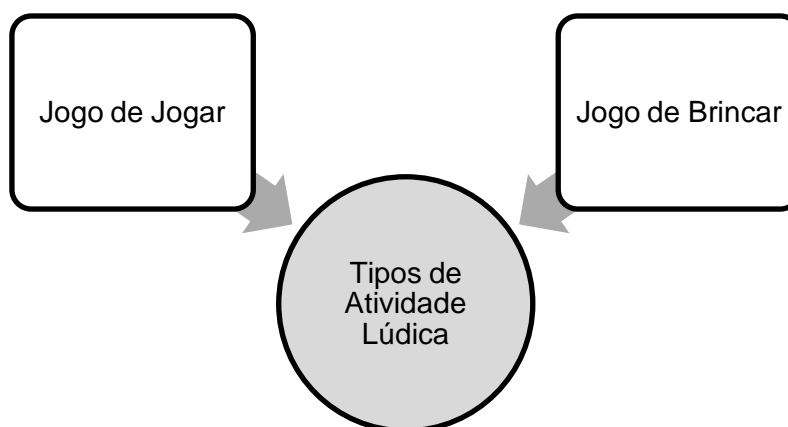 Jogo de Jogar
Jogo de Brincar
Tipos de
Atividade
Lúdica